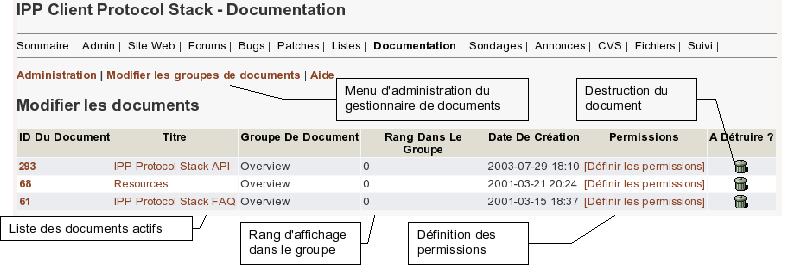 IPP Client Protocol Stack - Documentation
Sommaire Admin | Site Web | Forums | Bugs | Patches | Listes | Documentation Sondages | Annonces | CVS | Fichiers | Suivi |
Administration | Modifier les groupes de documents | Aide
Menu d'administration du
gestionnaire de documents
Destruction du
document
Modifier les documents
ID Du Document Titre Groupe De Document Rang Dans Le Groupe Date De Création Permissions A Détruire ?
293 IPP Protocol Stack API Overview 0 2003-07-29 18:10 [Définir les permissions]
68 Resources Overview 0 2001-03-21 20:24 [Définir les permissions]
61 IPP Protocol Stack FAQ Overview 0 2001-03-15 18:37 [Définir les permissions]
Liste des documents actifs
Rang d'affichage
dans le groupe
Définition des
permissions